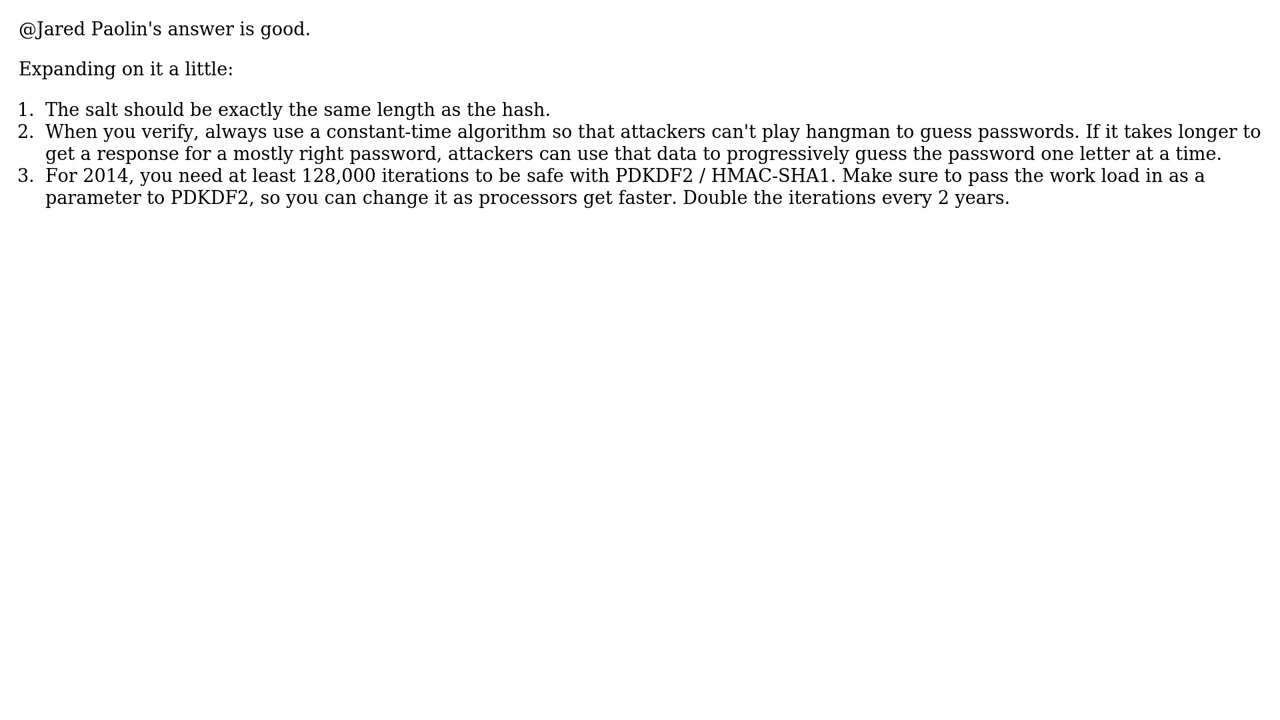 @Jared Paolin's answer is good.
Expanding on it a little:
1. The salt should be exactly the same length as the hash.
2. When you verify, always use a constant-time algorithm so that attackers can't play hangman to guess passwords. If it takes longer to
get a response for a mostly right password, attackers can use that data to progressively guess the password one letter at a time.
3. For 2014, you need at least 128,000 iterations to be safe with PDKDF2 / HMAC-SHA1. Make sure to pass the work load in as a
parameter to PDKDF2, so you can change it as processors get faster. Double the iterations every 2 years.